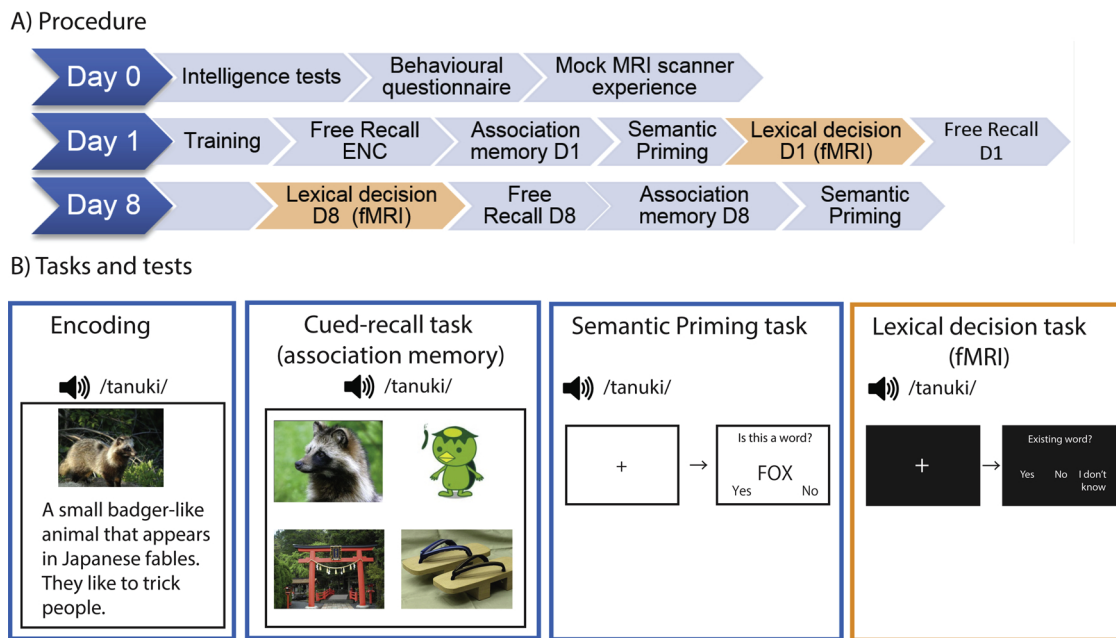 A) Procedure
Day 0
Intelligence tests
Behavioural
questionnaire
Mock MRI scanner
experience
Day 1
Training
Free Recall
ENC
Association
memory D1
Semantic
Priming
Lexical decision
D1 (fMRI)
Free Recall
D1
Day 8
Lexical decision
D8 (fMRI)
Free
Recall D8
Association
memory D8
Semantic
Priming
B) Tasks and tests
Encoding
/tanuki/
A small badger-like
animal that appears
in Japanese fables.
They like to trick
people.
Cued-recall task
(association memory)
/tanuki/
Semantic Priming task
/tanuki/
+
→
Is this a word?
FOX
Yes No
Lexical decision task
(fMRI)
/tanuki/
+
→
Existing word?
Yes No I don't
know